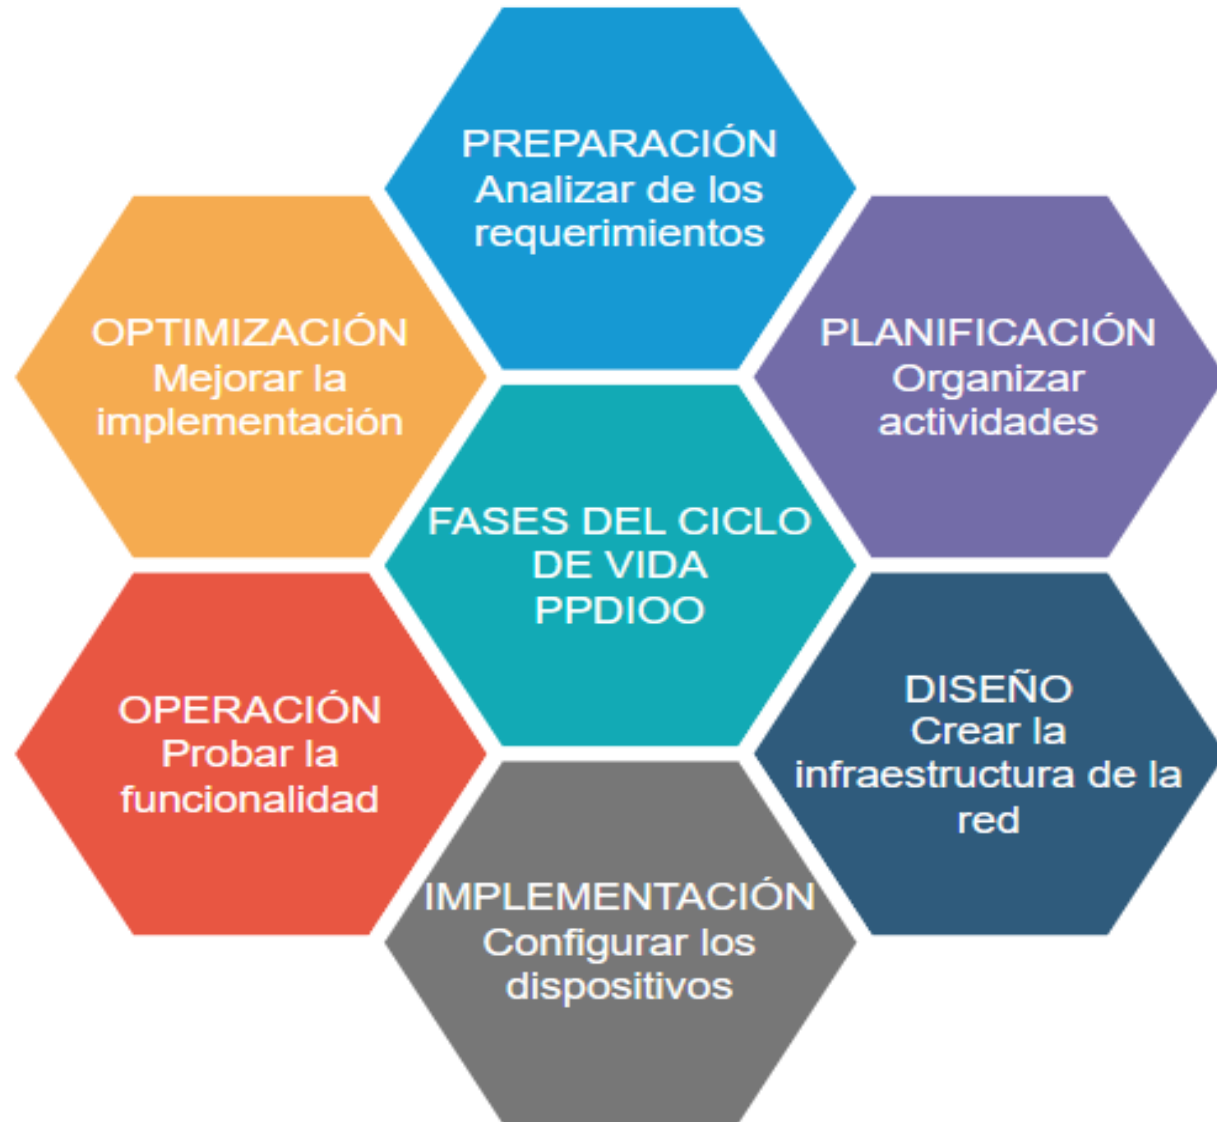 PREPARACIÓN
Analizar de los
requerimientos
PLANIFICACIÓN
Organizar
actividades
DISEÑO
Crear la
infraestructura de la
red
IMPLEMENTACIÓN
Configurar los
dispositivos
OPERACIÓN
Probar la
funcionalidad
OPTIMIZACIÓN
Mejorar la
implementación
FASES DEL CICLO
DE VIDA
PPDIOO